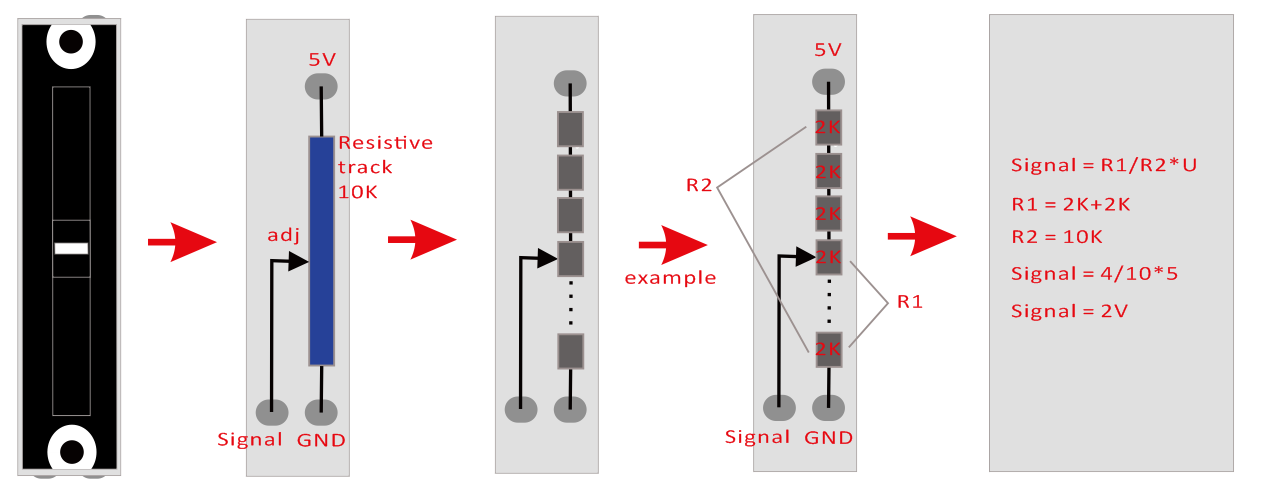 5V
Resistive
track
10K
adj
Signal GND
example
5V
2K
2K
2K
2K
2K
R2
R1
Signal GND
Signal = R1/R2*U
R1 = 2K+2K
R2 = 10K
Signal = 4/10*5
Signal = 2V